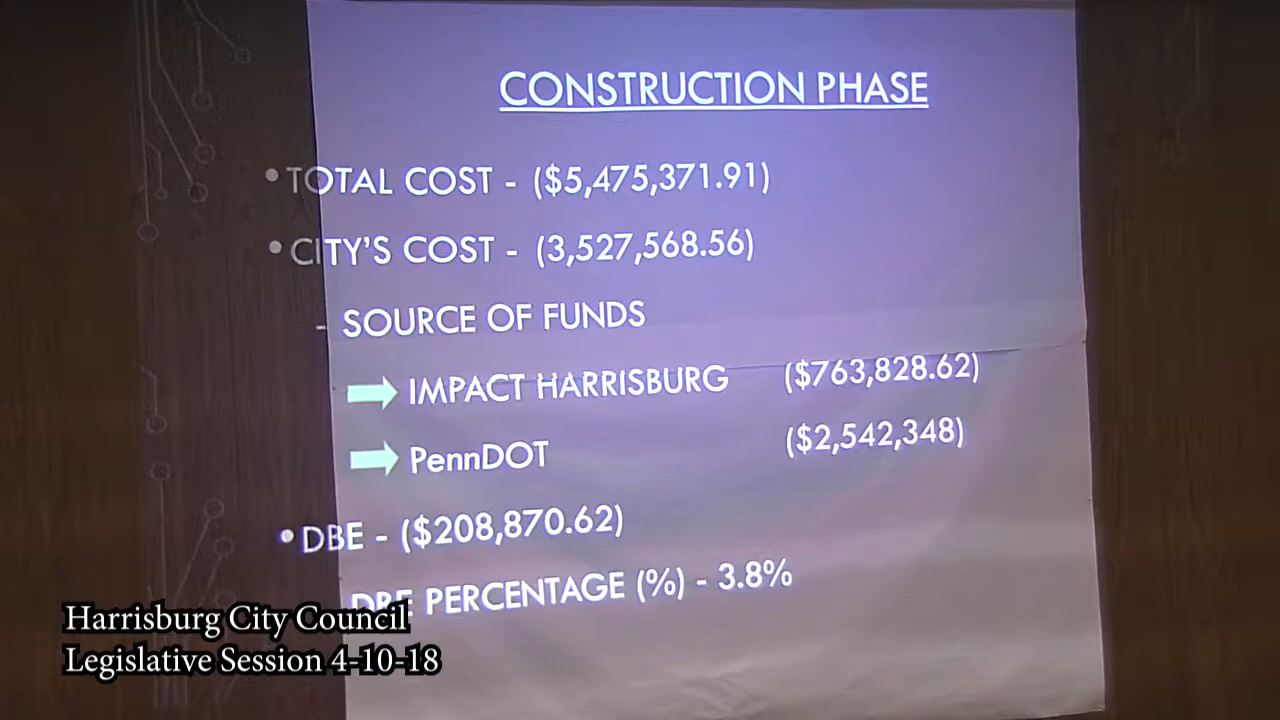 CONSTRUCTION PHASE
• TOTAL COST - ($5,475,371.91)
• CITY'S COST - (3,527,568.56)
- SOURCE OF FUNDS
IMPACT HARRISBURG ($763,828.62)
PennDOT ($2,542,348)
• DBE - ($208,870.62)
DBE PERCENTAGE (%) - 3.8%
Harrisburg City Council
Legislative Session 4-10-18